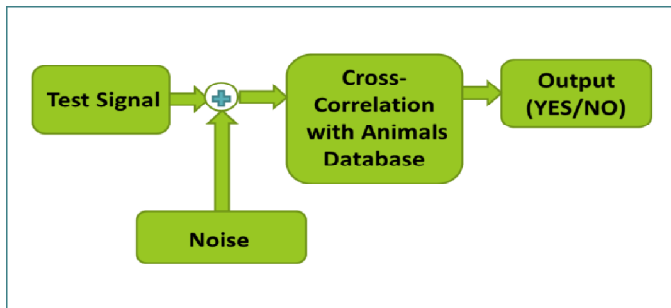 Test Signal
Cross-
Correlation
with Animals
Database
Output
(YES/NO)
Noise